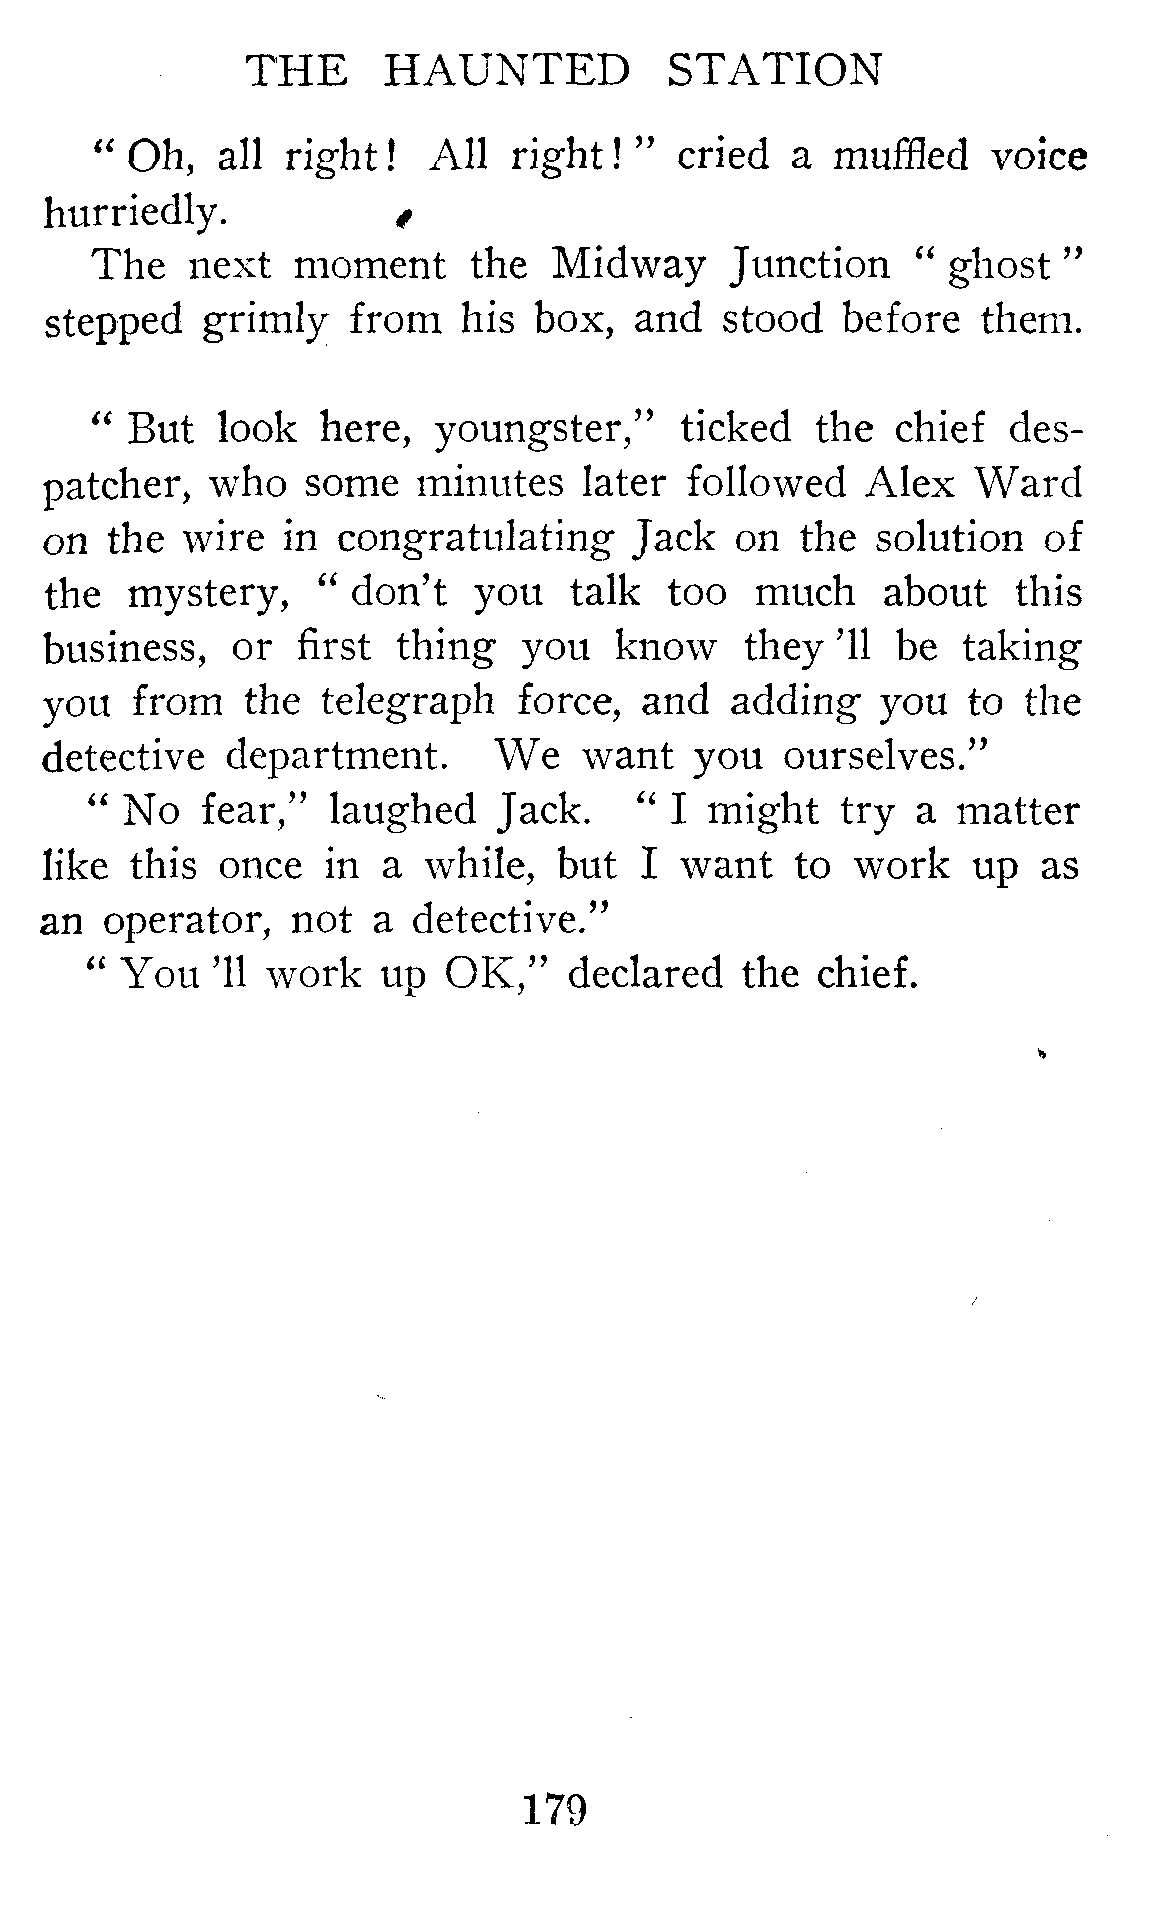 THE HAUNTED STATION
" Oh, all right! All right! " cried a muffled voice
hurriedly.
The next moment the Midway Junction " ghost "
stepped grimly from his box, and stood before them.
" But look here, youngster," ticked the chief des-
patcher, who some minutes later followed Alex Ward
on the wire in congratulating Jack on the solution of
the mystery, " don't you talk too much about this
business, or first thing you know they 'll be taking
you from the telegraph force, and adding you to the
detective department. We want you ourselves."
" No fear," laughed Jack. " I might try a matter
like this once in a while, but I want to work up as
an operator, not a detective."
" You 'll work up OK," declared the chief.
179